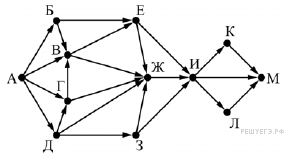 Б Е
К
В
А Ж И М
Г
Л
Д З
РЕШУЕГЭ.РФ